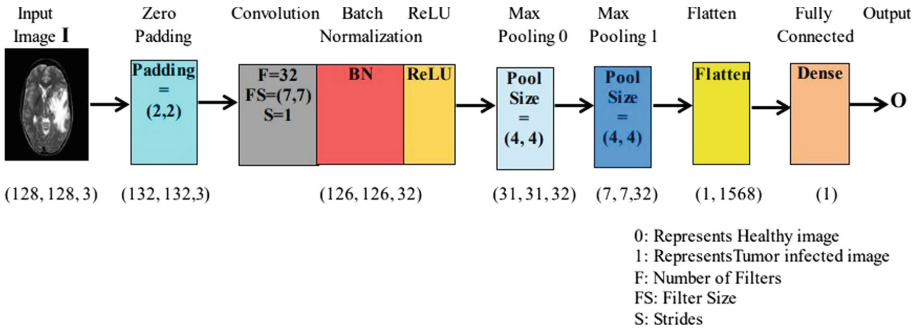 Input Image I
Zero Padding
Convolution
Batch Normalization
ReLU
Max Pooling 0
Max Pooling 1
Flatten
Fully Connected
Output
Padding
=
(2,2)
F=32
FS=(7,7)
S=1
BN
ReLU
Pool
Size
=
(4, 4)
Pool
Size
=
(4, 4)
Flatten
Dense
O
(128, 128, 3)
(132, 132,3)
(126, 126, 32)
(31, 31, 32)
(7, 7,32)
(1, 1568)
(1)
0: Represents Healthy image
1: RepresentsTumor infected image
F: Number of Filters
FS: Filter Size
S: Strides